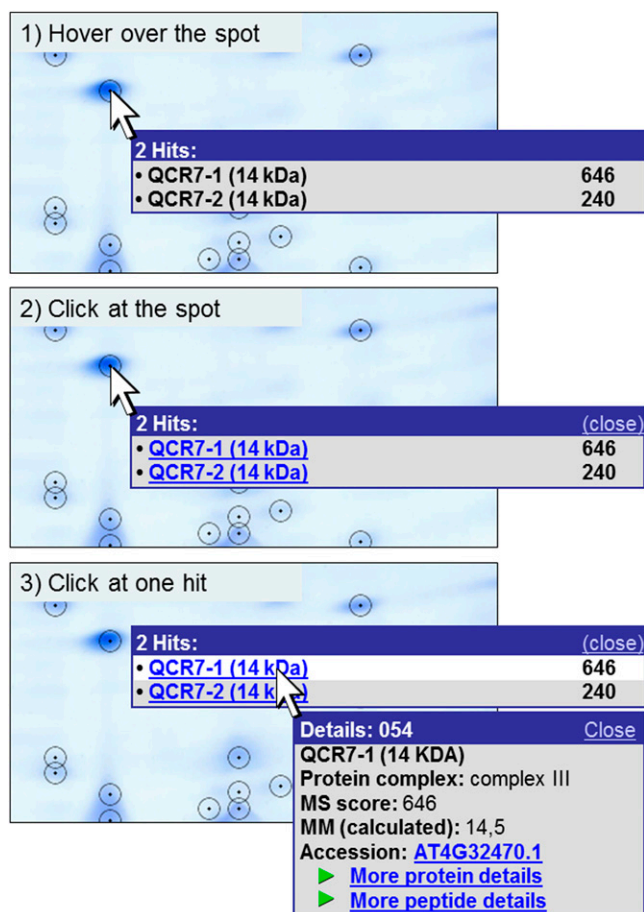 1) Hover over the spot
2 Hits:
• QCR7-1 (14 kDa) 646
• QCR7-2 (14 kDa) 240
2) Click at the spot
2 Hits: (close)
• QCR7-1 (14 kDa) 646
• QCR7-2 (14 kDa) 240
3) Click at one hit
2 Hits: (close)
• QCR7-1 (14 kDa) 646
• QCR7-2 (14 kDa) 240
Details: 054 Close
QCR7-1 (14 KDA)
Protein complex: complex III
MS score: 646
MM (calculated): 14,5
Accession: AT4G32470.1
More protein details
More peptide details